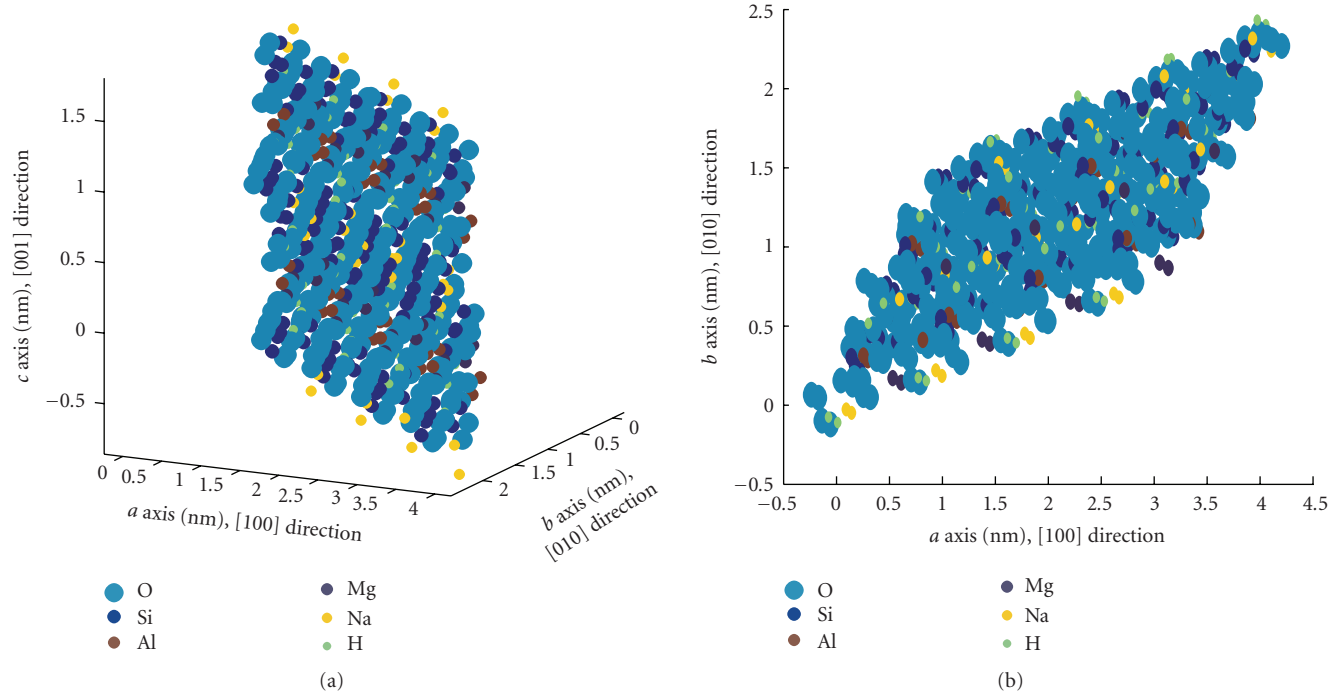 1.5
1
0.5
0
−0.5
c axis (nm), [001] direction
0 0.5 1 1.5 2 2.5 3 3.5 4
a axis (nm), [100] direction
2 1.5 1 0.5 0
b axis (nm),
[010] direction
O
Si
Al
Mg
Na
H
(a)
2.5
2
1.5
1
0.5
0
−0.5
b axis (nm), [010] direction
−0.5 0 1 0.5 1.5 2 2.5 3 3.5 4 4.5
a axis (nm), [100] direction
O
Si
Al
Mg
Na
H
(b)